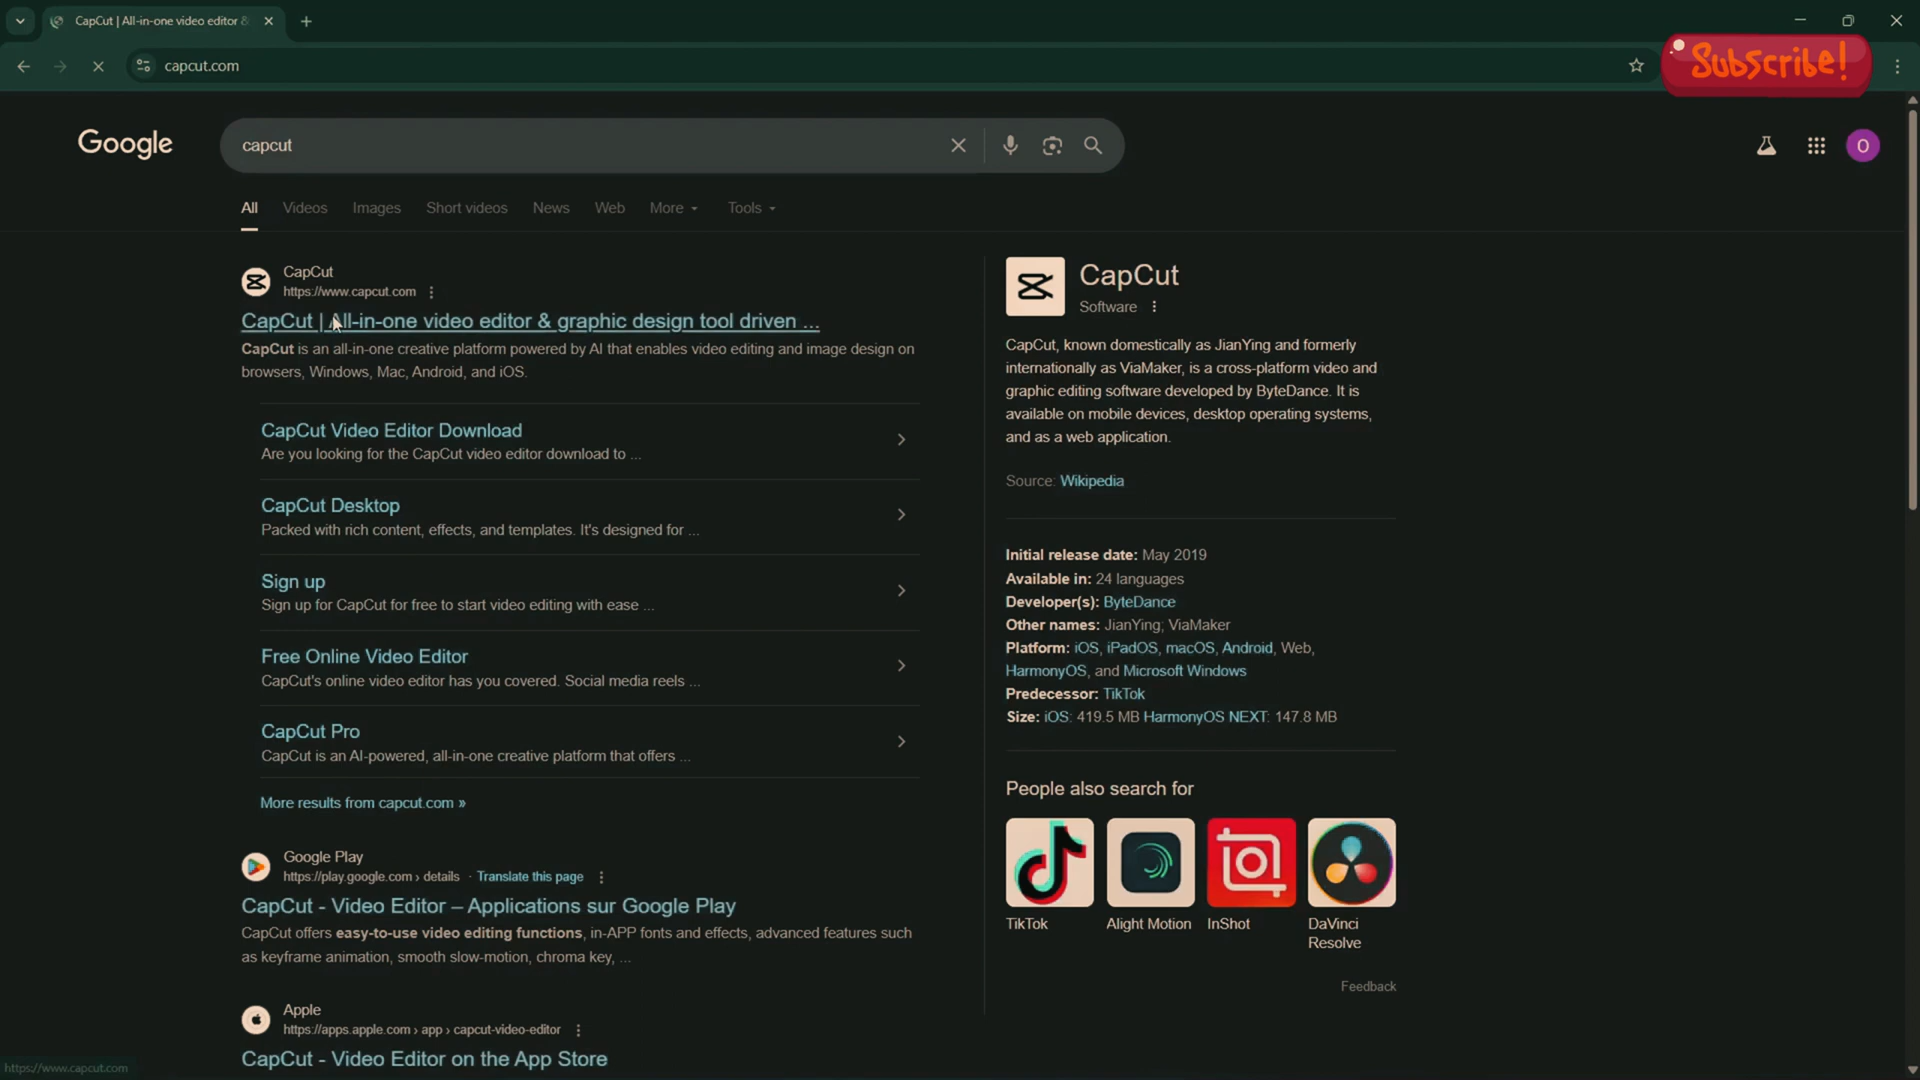 CapCut | All-in-one video editor &
capcut.com
Subscribe!
Google
capcut
O
All
Videos
Images
Short videos
News
Web
More
Tools
CapCut
https://www.capcut.com
CapCut | All-in-one video editor & graphic design tool driven ...
CapCut is an all-in-one creative platform powered by AI that enables video editing and image design on
browsers, Windows, Mac, Android, and iOS.
CapCut Video Editor Download
Are you looking for the CapCut video editor download to ...
CapCut Desktop
Packed with rich content, effects, and templates. It's designed for ...
Sign up
Sign up for CapCut for free to start video editing with ease ...
Free Online Video Editor
CapCut's online video editor has you covered. Social media reels ...
CapCut Pro
CapCut is an AI-powered, all-in-one creative platform that offers ...
More results from capcut.com »
Google Play
https://play.google.com › details · Translate this page
CapCut - Video Editor – Applications sur Google Play
CapCut offers easy-to-use video editing functions, in-APP fonts and effects, advanced features such
as keyframe animation, smooth slow-motion, chroma key, ...
Apple
https://apps.apple.com › app › capcut-video-editor
CapCut - Video Editor on the App Store
https://www.capcut.com
CapCut
Software
CapCut, known domestically as JianYing and formerly
internationally as ViaMaker, is a cross-platform video and
graphic editing software developed by ByteDance. It is
available on mobile devices, desktop operating systems,
and as a web application.
Source: Wikipedia
Initial release date: May 2019
Available in: 24 languages
Developer(s): ByteDance
Other names: JianYing; ViaMaker
Platform: iOS, iPadOS, macOS, Android, Web,
HarmonyOS, and Microsoft Windows
Predecessor: TikTok
Size: iOS: 419.5 MB HarmonyOS NEXT: 147.8 MB
People also search for
TikTok
Alight Motion
InShot
DaVinci
Resolve
Feedback